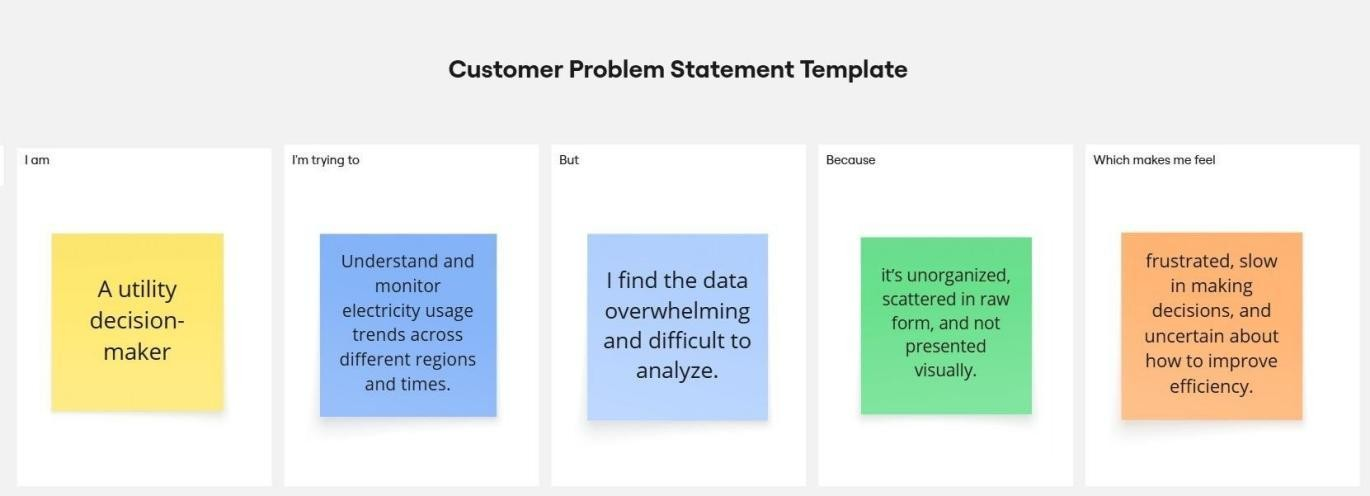 Customer Problem Statement Template
I am
A utility
decision-
maker
I'm trying to
Understand and
monitor
electricity usage
trends across
different regions
and times.
But
I find the data
overwhelming
and difficult to
analyze.
Because
it’s unorganized,
scattered in raw
form, and not
presented
visually.
Which makes me feel
frustrated, slow
in making
decisions, and
uncertain about
how to improve
efficiency.